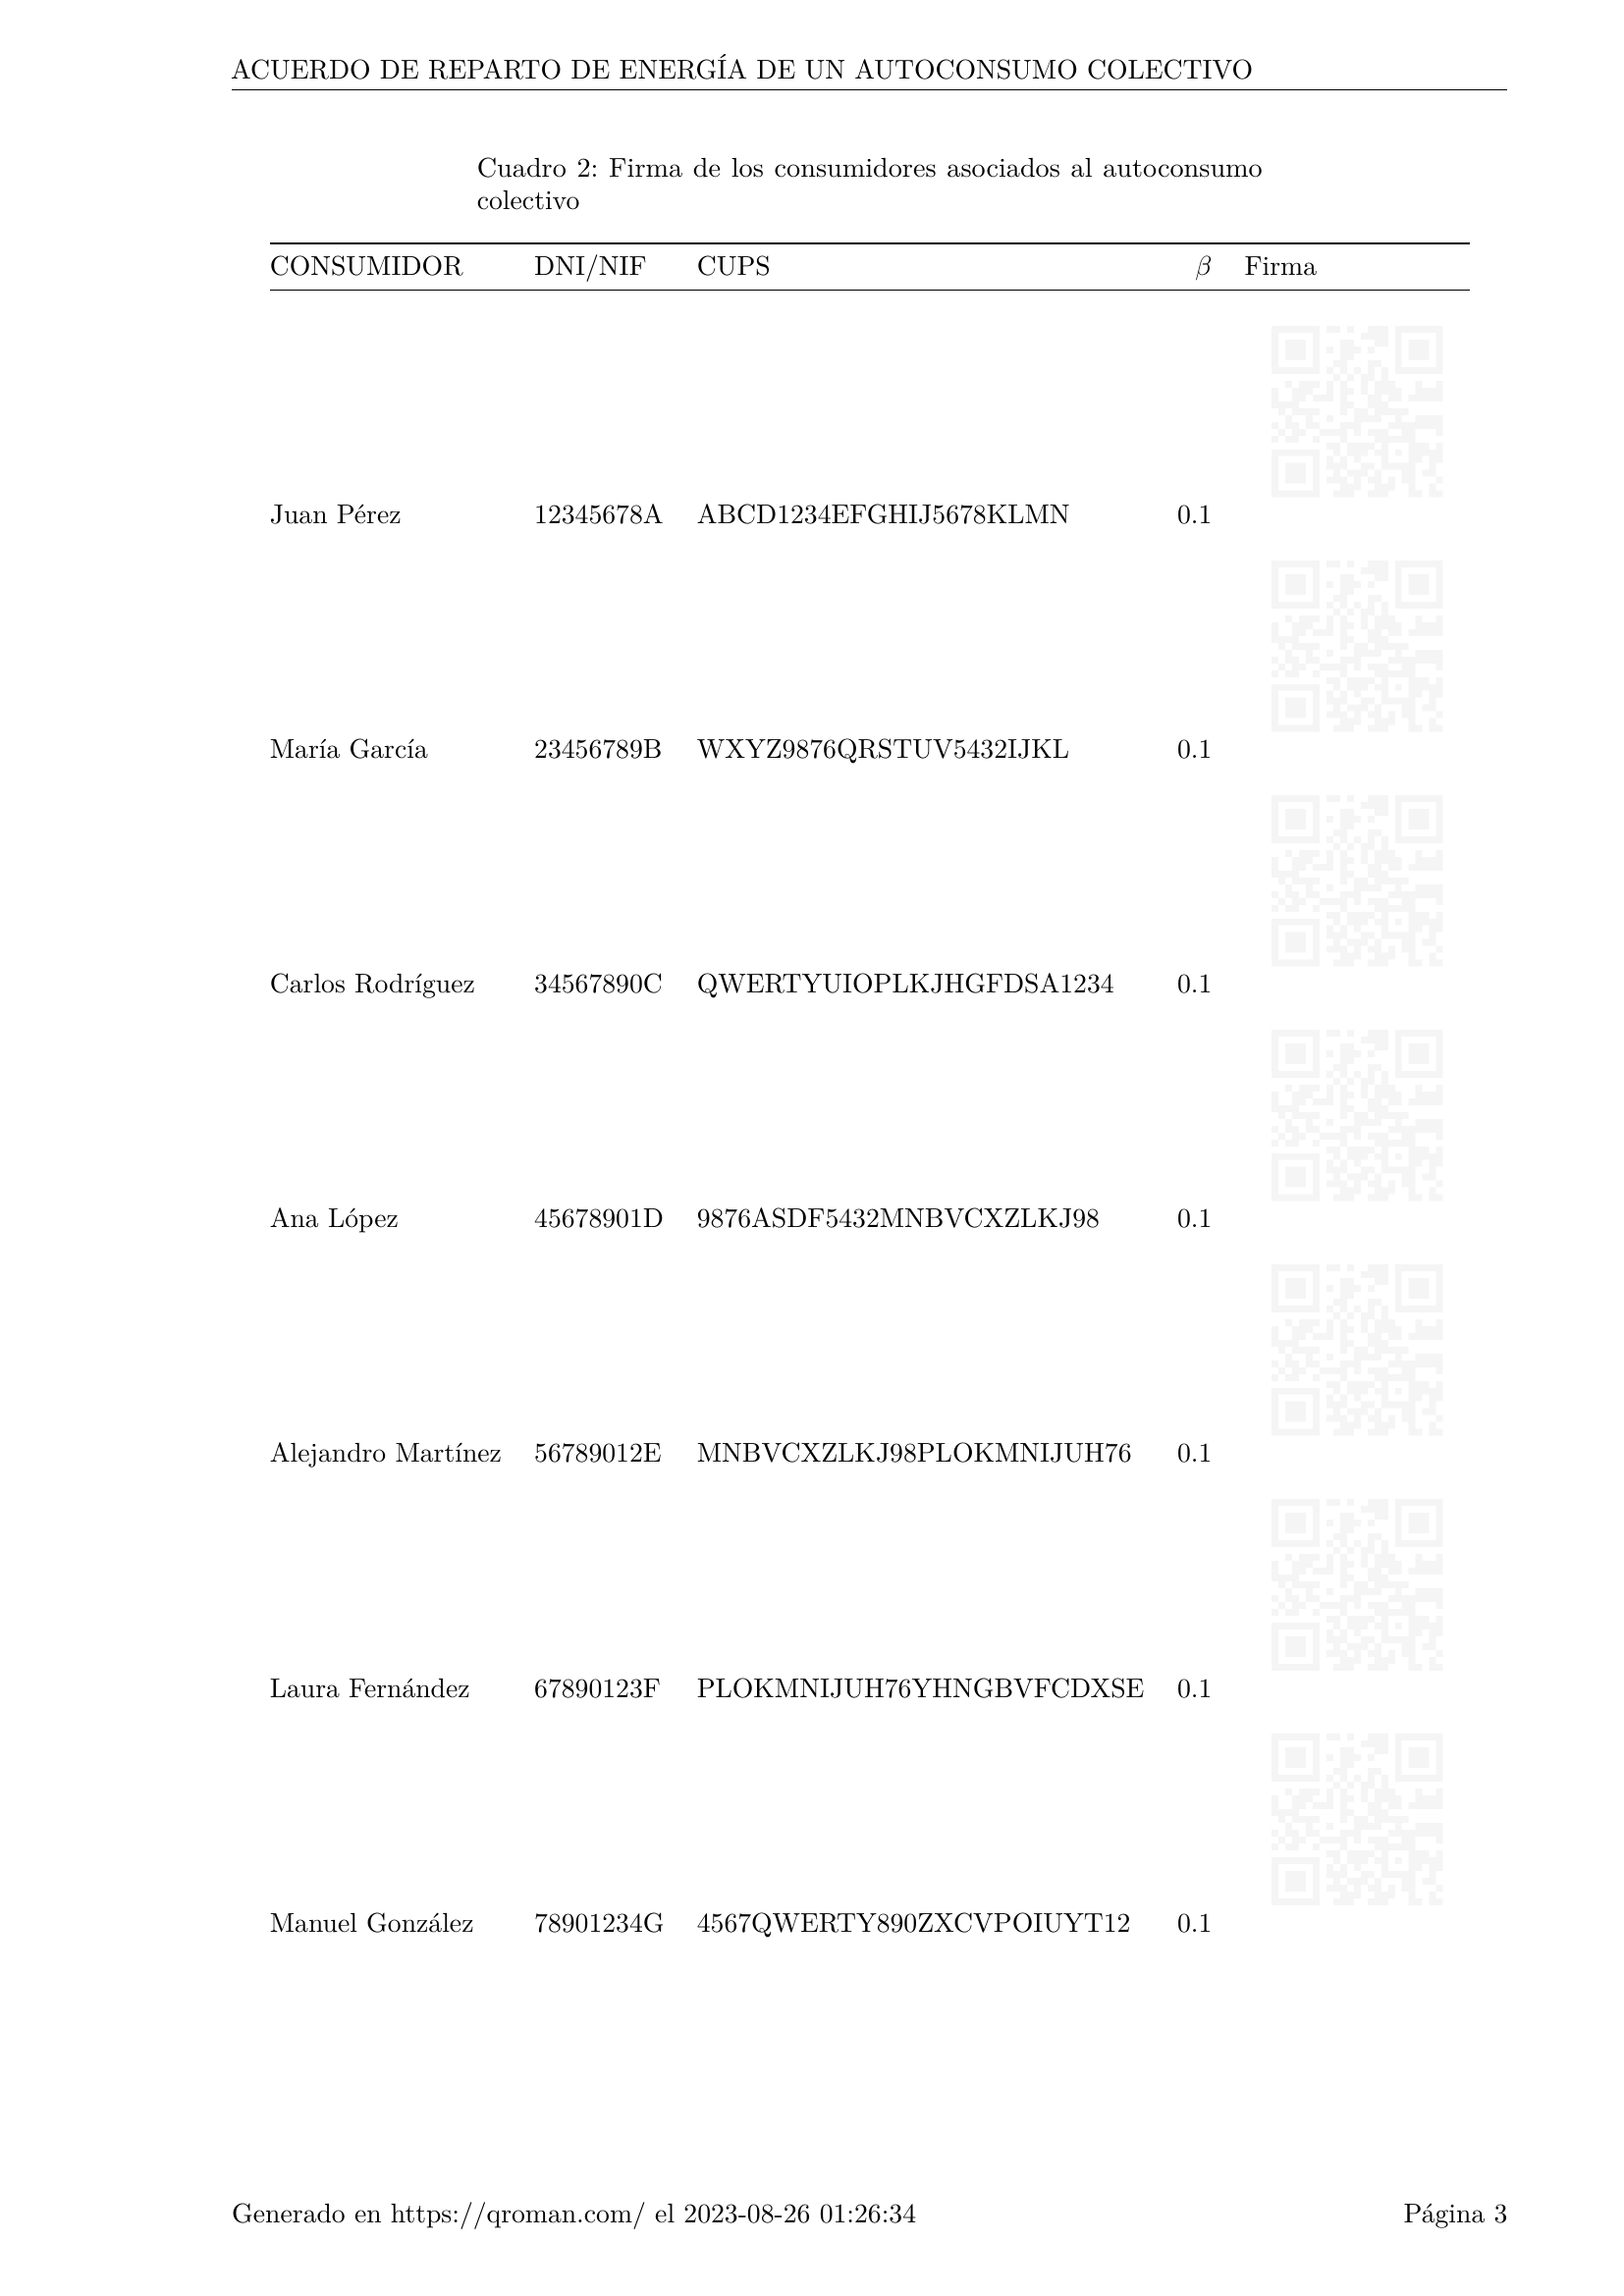 ACUERDO DE REPARTO DE ENERGÍA DE UN AUTOCONSUMO COLECTIVO
Cuadro 2: Firma de los consumidores asociados al autoconsumo
colectivo
CONSUMIDOR DNI/NIF CUPS β Firma
Juan Pérez 12345678A ABCD1234EFGHIJ5678KLMN 0.1
María García 23456789B WXYZ9876QRSTUV5432IJKL 0.1
Carlos Rodríguez 34567890C QWERTYUIOPLKJHGFDSA1234 0.1
Ana López 45678901D 9876ASDF5432MNBVCXZLKJ98 0.1
Alejandro Martínez 56789012E MNBVCXZLKJ98PLOKMNIJUH76 0.1
Laura Fernández 67890123F PLOKMNIJUH76YHNGBVFCDXSE 0.1
Manuel González 78901234G 4567QWERTY890ZXCVPOIUYT12 0.1
Generado en https://qroman.com/ el 2023-08-26 01:26:34 Página 3